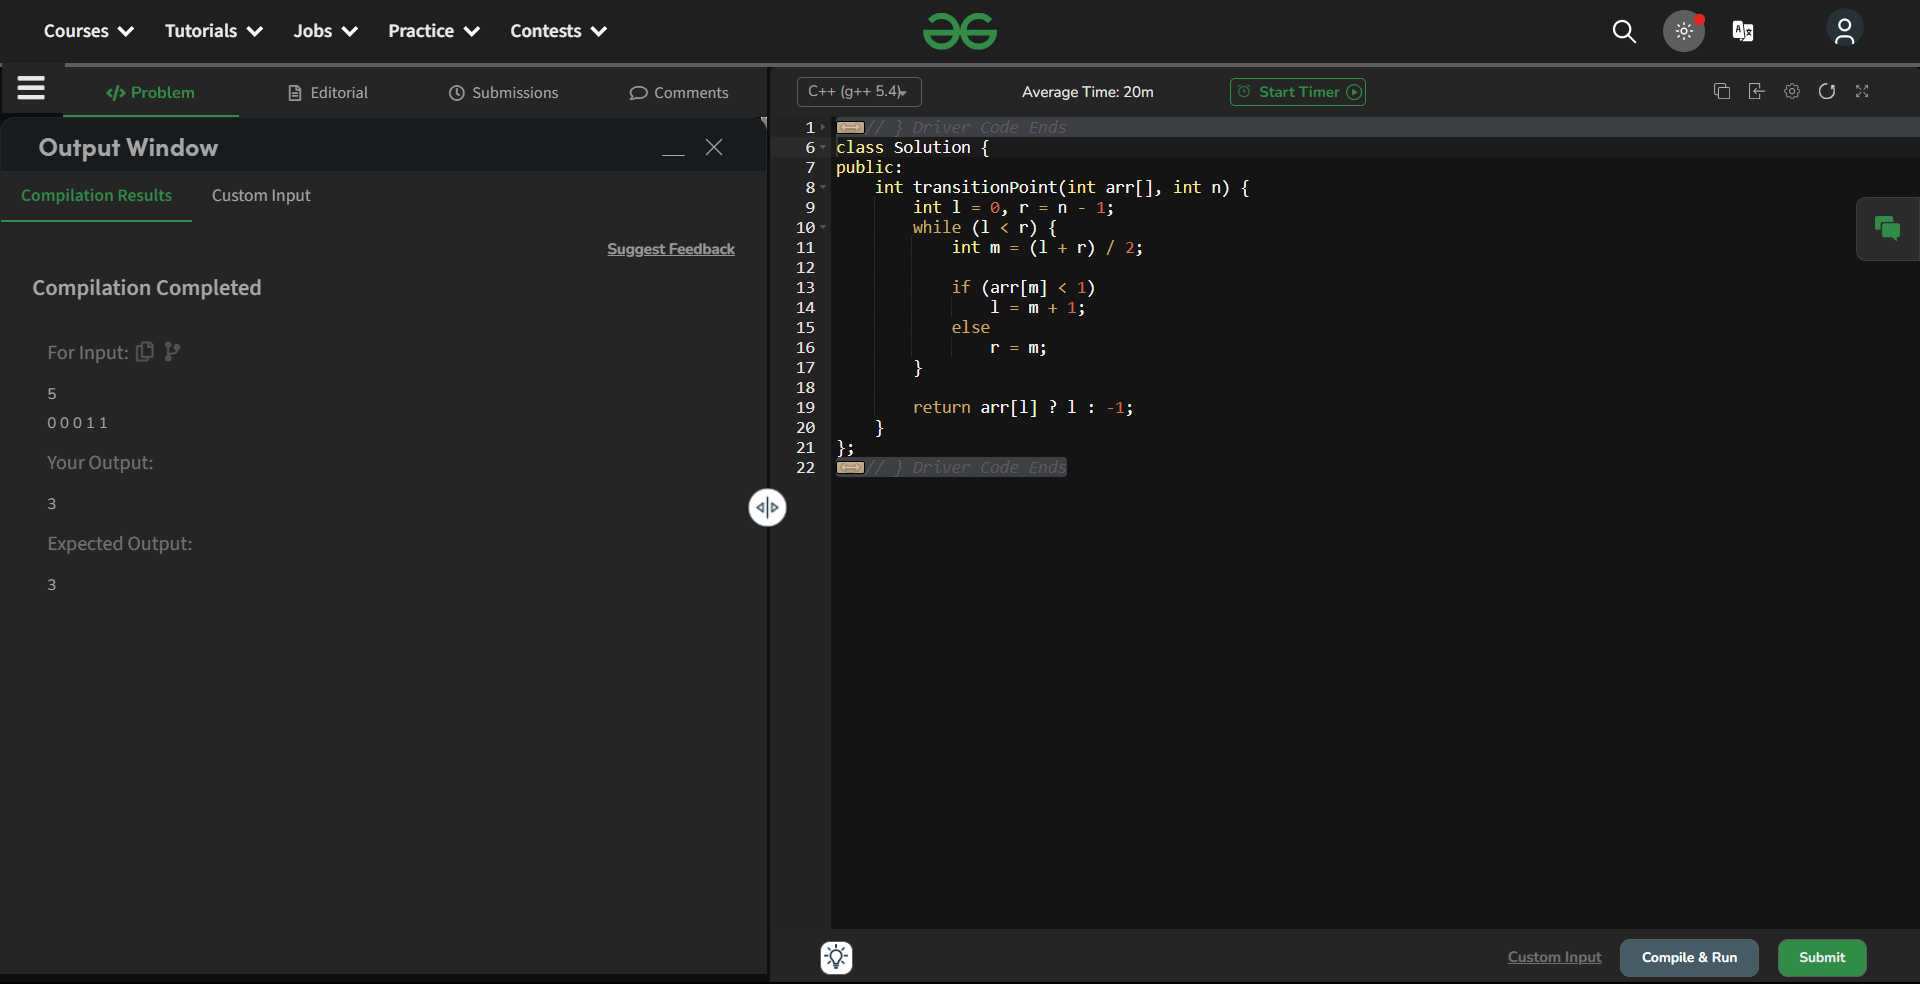 Courses Tutorials Jobs Practice Contests
</> Problem Editorial Submissions Comments
C++ (g++ 5.4) Average Time: 20m Start Timer
Output Window
Compilation Results Custom Input
Suggest Feedback
Compilation Completed
For Input:
5
0 0 0 1 1
Your Output:
3
Expected Output:
3
1 // } Driver Code Ends
6 class Solution {
7 public:
8 int transitionPoint(int arr[], int n) {
9 int l = 0, r = n - 1;
10 while (l < r) {
11 int m = (l + r) / 2;
12
13 if (arr[m] < 1)
14 l = m + 1;
15 else
16 r = m;
17 }
18
19 return arr[l] ? l : -1;
20 }
21 };
22 // } Driver Code Ends
Custom Input Compile & Run Submit